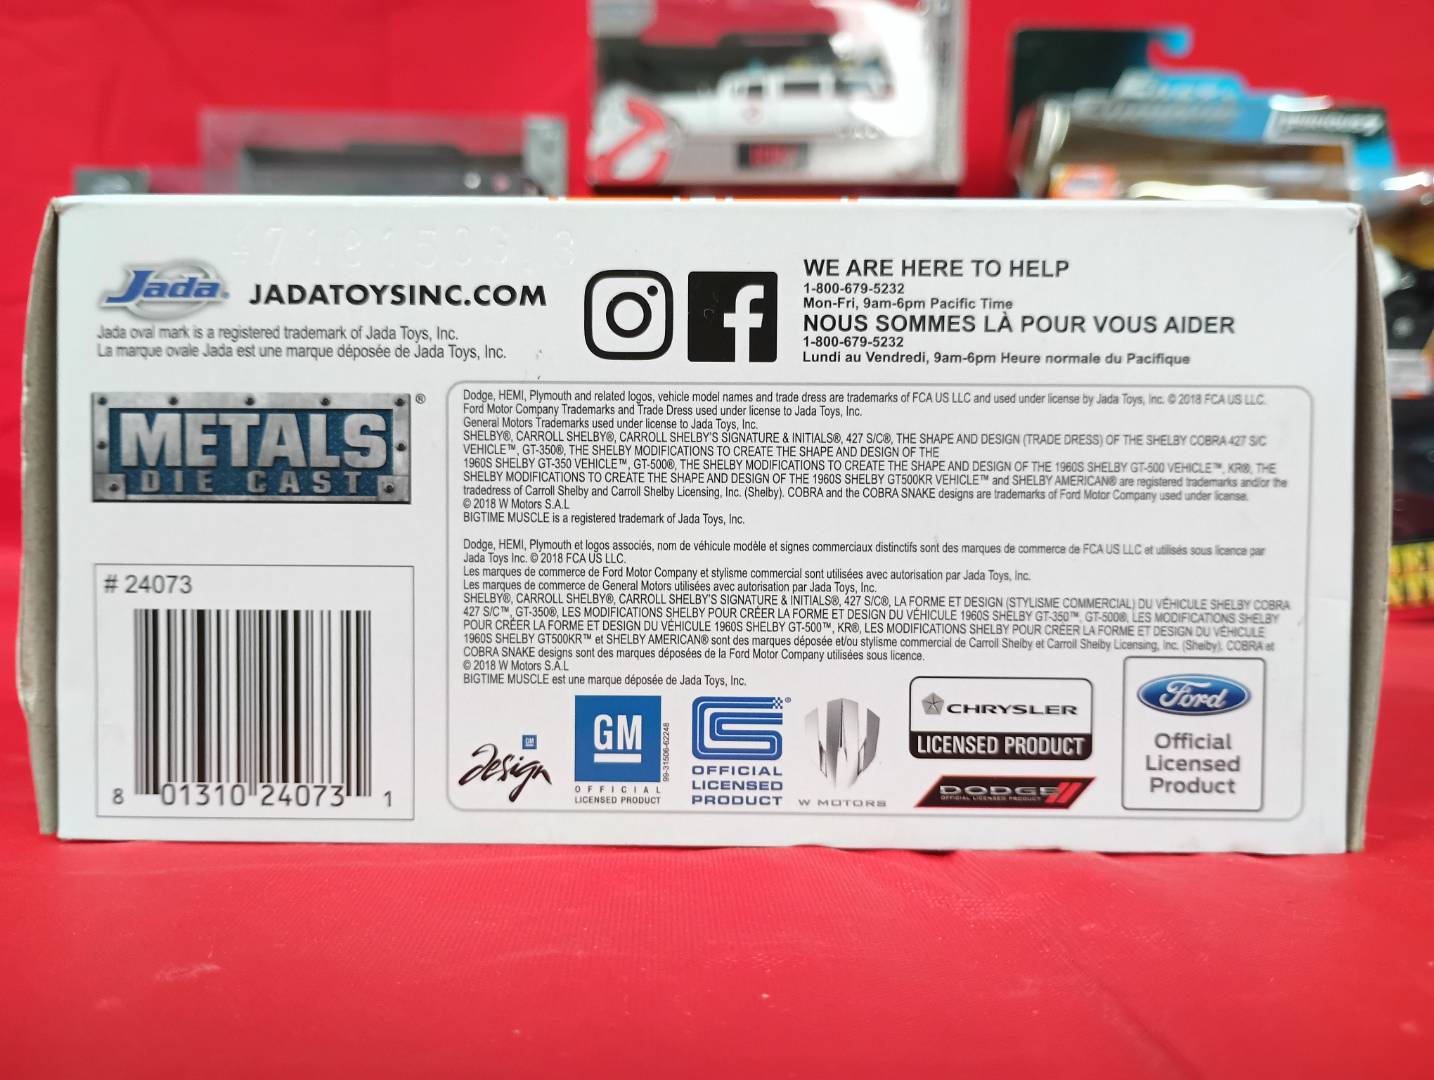 Jada JADATOYSINC.COM
Jada oval mark is a registered trademark of Jada Toys, Inc.
La marque ovale Jada est une marque déposée de Jada Toys, Inc.
WE ARE HERE TO HELP
1-800-679-5232
Mon-Fri, 9am-6pm Pacific Time
NOUS SOMMES LÀ POUR VOUS AIDER
1-800-679-5232
Lundi au Vendredi, 9am-6pm Heure normale du Pacifique
METALS ®
DIE CAST
# 24073
8 01310 24073 1
Dodge, HEMI, Plymouth and related logos, vehicle model names and trade dress are trademarks of FCA US LLC and used under license by Jada Toys, Inc. © 2018 FCA US LLC.
Ford Motor Company Trademarks and Trade Dress used under license to Jada Toys, Inc.
General Motors Trademarks used under license to Jada Toys, Inc.
SHELBY®, CARROLL SHELBY®, CARROLL SHELBY'S SIGNATURE & INITIALS®, 427 S/C®, THE SHAPE AND DESIGN (TRADE DRESS) OF THE SHELBY COBRA 427 S/C
VEHICLE™, GT-350®, THE SHELBY MODIFICATIONS TO CREATE THE SHAPE AND DESIGN OF THE
1960S SHELBY GT-350 VEHICLE™, GT-500®, THE SHELBY MODIFICATIONS TO CREATE THE SHAPE AND DESIGN OF THE 1960S SHELBY GT-500 VEHICLE™, KR®, THE
SHELBY MODIFICATIONS TO CREATE THE SHAPE AND DESIGN OF THE 1960S SHELBY GT500KR VEHICLE™ and SHELBY AMERICAN® are registered trademarks and/or the
tradedress of Carroll Shelby and Carroll Shelby Licensing, Inc. (Shelby). COBRA and the COBRA SNAKE designs are trademarks of Ford Motor Company used under license.
© 2018 W Motors S.A.L
BIGTIME MUSCLE is a registered trademark of Jada Toys, Inc.
Dodge, HEMI, Plymouth et logos associés, nom de véhicule modèle et signes commerciaux distinctifs sont des marques de commerce de FCA US LLC et utilisés sous licence par
Jada Toys Inc. © 2018 FCA US LLC.
Les marques de commerce de Ford Motor Company et stylisme commercial sont utilisées avec autorisation par Jada Toys, Inc.
Les marques de commerce de General Motors utilisées avec autorisation par Jada Toys, Inc.
SHELBY®, CARROLL SHELBY®, CARROLL SHELBY'S SIGNATURE & INITIALS®, 427 S/C®, LA FORME ET DESIGN (STYLISME COMMERCIAL) DU VÉHICULE SHELBY COBRA
427 S/C™, GT-350®, LES MODIFICATIONS SHELBY POUR CRÉER LA FORME ET DESIGN DU VÉHICULE 1960S SHELBY GT-350™, GT-500®, LES MODIFICATIONS SHELBY
POUR CRÉER LA FORME ET DESIGN DU VÉHICULE 1960S SHELBY GT-500™, KR®, LES MODIFICATIONS SHELBY POUR CRÉER LA FORME ET DESIGN DU VÉHICULE
1960S SHELBY GT500KR™ et SHELBY AMERICAN® sont des marques déposée et/ou stylisme commercial de Carroll Shelby et Carroll Shelby Licensing, Inc. (Shelby). COBRA et
COBRA SNAKE designs sont des marques déposées de la Ford Motor Company utilisées sous licence.
© 2018 W Motors S.A.L
BIGTIME MUSCLE est une marque déposée de Jada Toys, Inc.
GM design
GM
OFFICIAL
LICENSED PRODUCT
99-31506-62248
CS
OFFICIAL
LICENSED
PRODUCT
W MOTORS
CHRYSLER
LICENSED PRODUCT
DODGE
OFFICIAL LICENSED PRODUCT
Ford
Official
Licensed
Product